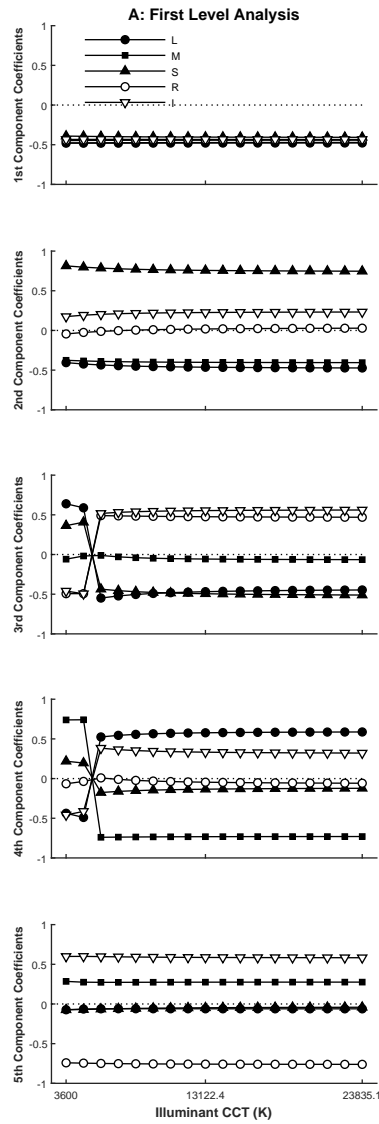 A: First Level Analysis
L
M
S
R
I
1
0.5
0
-0.5
-1
1st Component Coefficients
1
0.5
0
-0.5
-1
2nd Component Coefficients
1
0.5
0
-0.5
-1
3rd Component Coefficients
1
0.5
0
-0.5
-1
4th Component Coefficients
1
0.5
0
-0.5
-1
5th Component Coefficients
3600 13122.4 23835.1
Illuminant CCT (K)